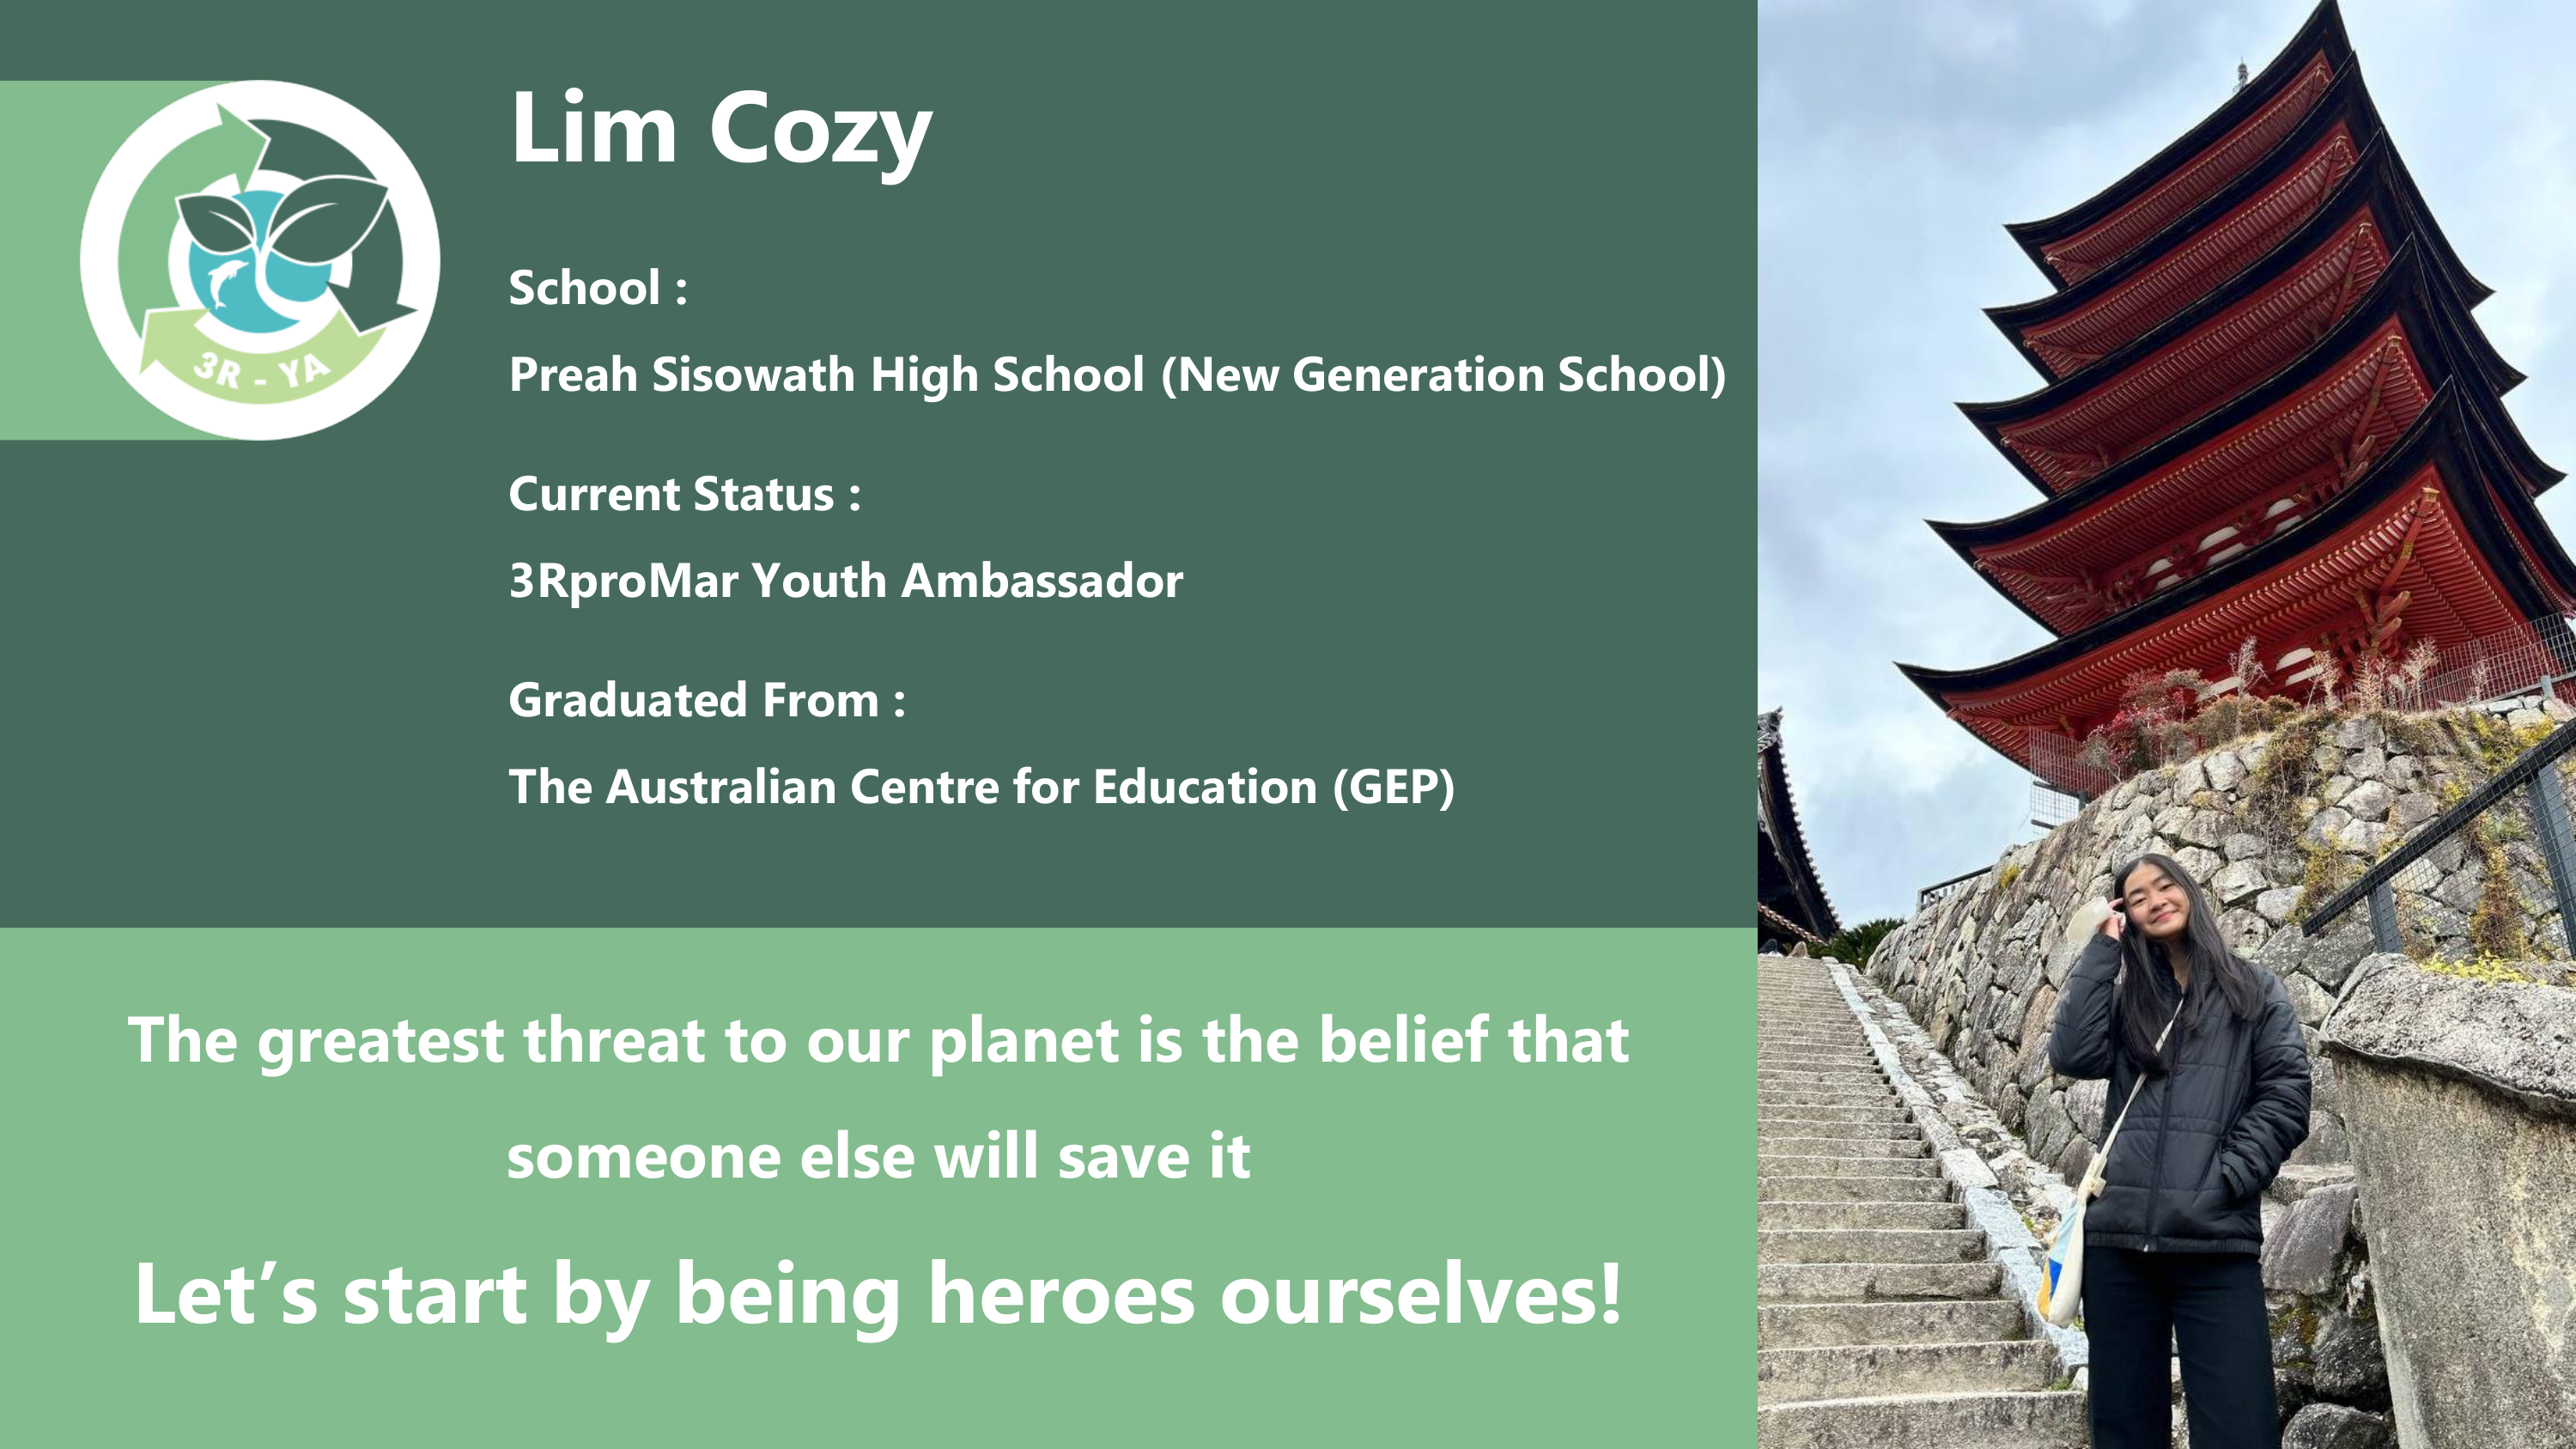 Lim Cozy
School :
Preah Sisowath High School (New Generation School)
Current Status :
3RproMar Youth Ambassador
Graduated From :
The Australian Centre for Education (GEP)
3R - YA
The greatest threat to our planet is the belief that
someone else will save it
Let’s start by being heroes ourselves!